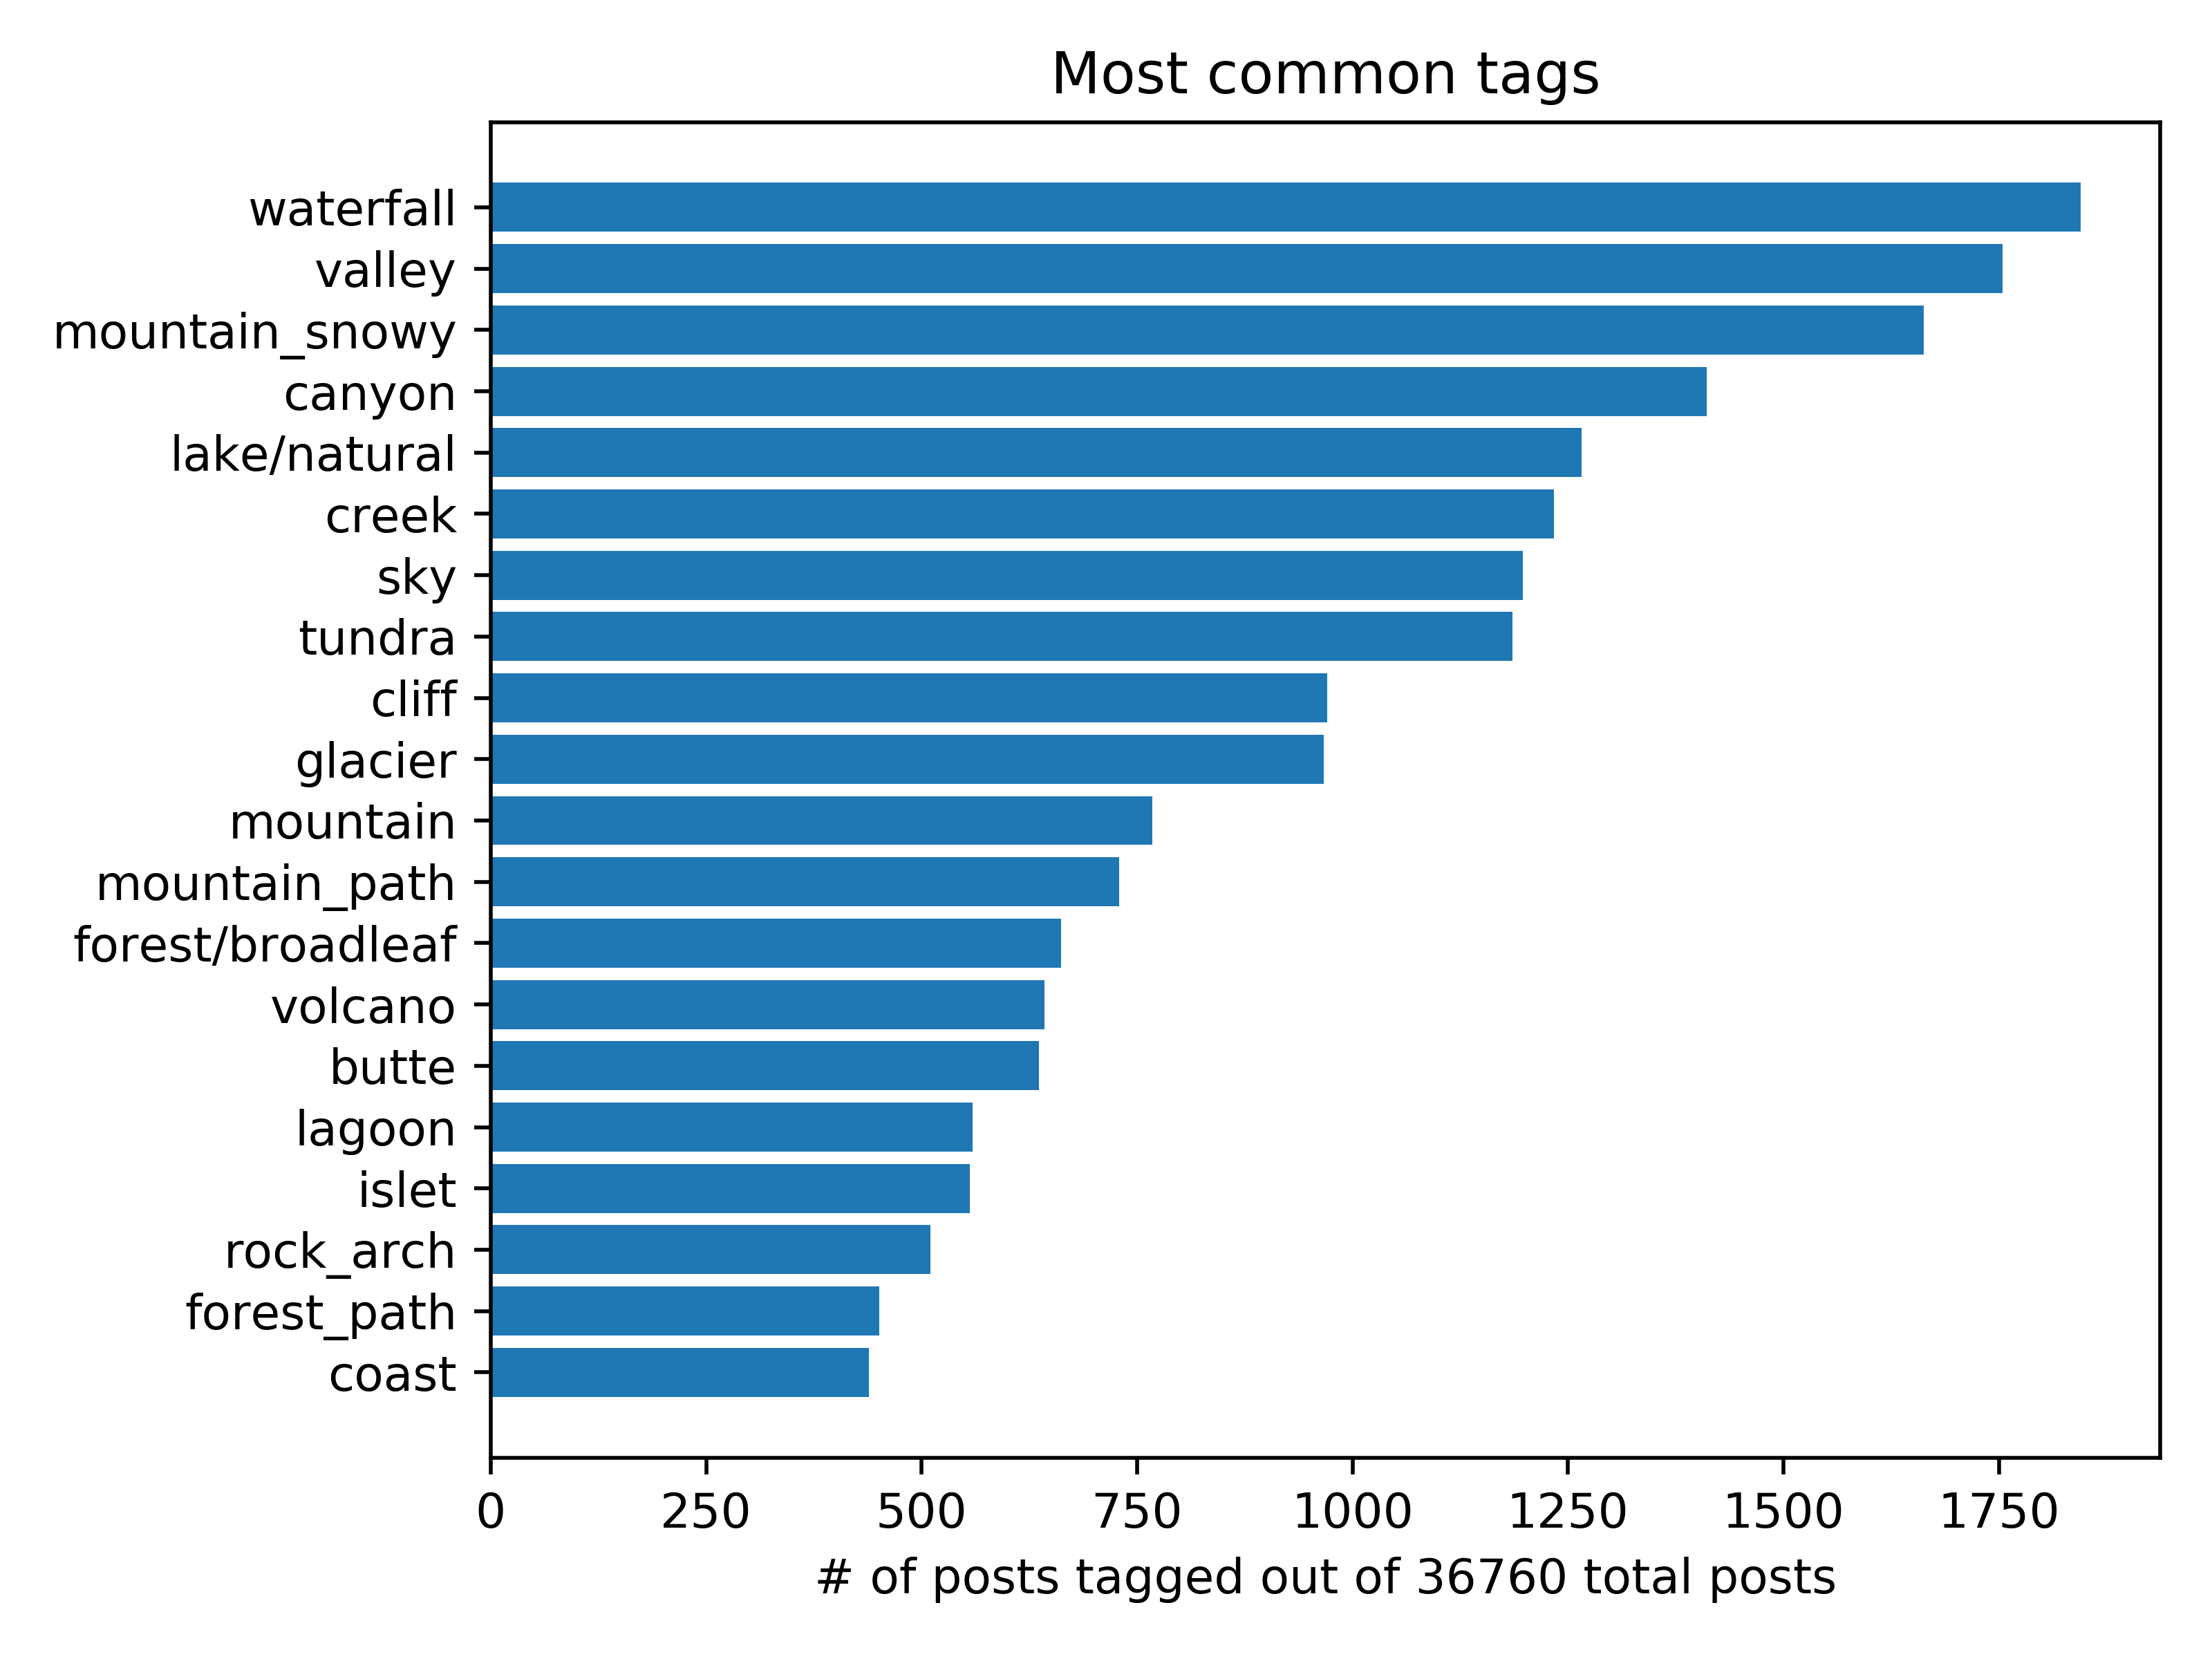 Most common tags
waterfall
valley
mountain_snowy
canyon
lake/natural
creek
sky
tundra
cliff
glacier
mountain
mountain_path
forest/broadleaf
volcano
butte
lagoon
islet
rock_arch
forest_path
coast
0 250 500 750 1000 1250 1500 1750
# of posts tagged out of 36760 total posts